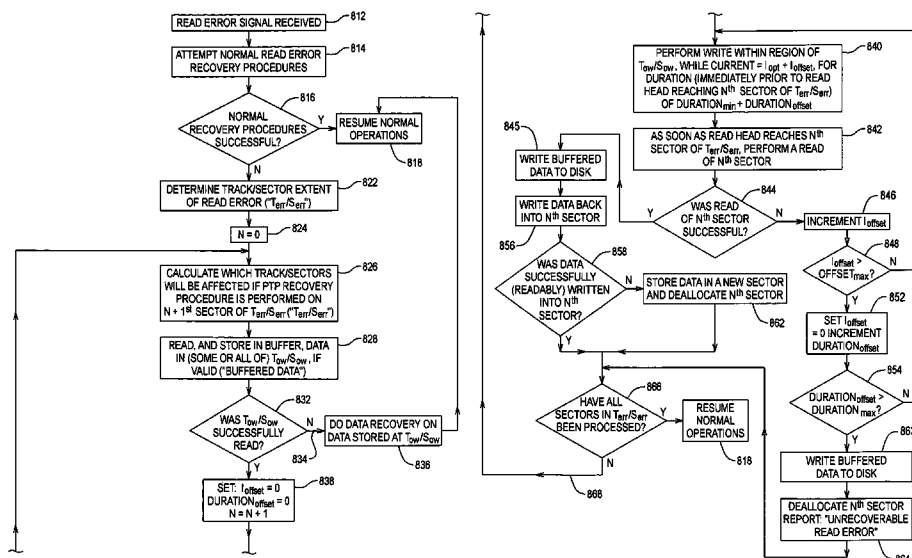 READ ERROR SIGNAL RECEIVED
812
ATTEMPT NORMAL READ ERROR
RECOVERY PROCEDURES
814
816
NORMAL
RECOVERY PROCEDURES
SUCCESSFUL?
Y
RESUME NORMAL
OPERATIONS
818
N
DETERMINE TRACK/SECTOR EXTENT
OF READ ERROR ("Terr/Serr")
822
N=0
824
CALCULATE WHICH TRACK/SECTORS
WILL BE AFFECTED IF PTP RECOVERY
PROCEDURE IS PERFORMED ON
N + 1st SECTOR OF Terr/Serr ("Terr/Serr")
826
READ, AND STORE IN BUFFER, DATA
IN (SOME OR ALL OF) Tow/Sow, IF
VALID ("BUFFERED DATA")
828
832
WAS Tow/Sow
SUCCESSFULLY
READ?
N
834
DO DATA RECOVERY ON
DATA STORED AT Tow/Sow
836
Y
SET: Ioffset = 0
DURATIONoffset = 0
N = N + 1
838
PERFORM WRITE WITHIN REGION OF
Tow/Sow, WHILE CURRENT = Iopt + Ioffset, FOR
DURATION (IMMEDIATELY PRIOR TO READ
HEAD REACHING Nth SECTOR OF Terr/Serr)
OF DURATIONmin + DURATIONoffset
840
AS SOON AS READ HEAD REACHES Nth
SECTOR OF Terr/Serr, PERFORM A READ
OF Nth SECTOR
842
844
WAS READ
OF Nth SECTOR
SUCCESSFUL?
Y
N
845
WRITE BUFFERED
DATA TO DISK
WRITE DATA BACK
INTO Nth SECTOR
856
858
WAS DATA
SUCCESSFULLY
(READABLY) WRITTEN
INTO Nth
SECTOR?
N
STORE DATA IN A NEW SECTOR
AND DEALLOCATE Nth SECTOR
862
Y
866
HAVE ALL
SECTORS IN Terr/Serr
BEEN PROCESSED?
Y
RESUME
NORMAL
OPERATIONS
818
N
868
846
INCREMENT Ioffset
848
Ioffset >
OFFSETmax?
N
Y
852
SET Ioffset
= 0 INCREMENT
DURATIONoffset
854
DURATIONoffset >
DURATIONmax?
N
Y
WRITE BUFFERED
DATA TO DISK
DEALLOCATE Nth SECTOR
REPORT: "UNRECOVERABLE
READ ERROR"